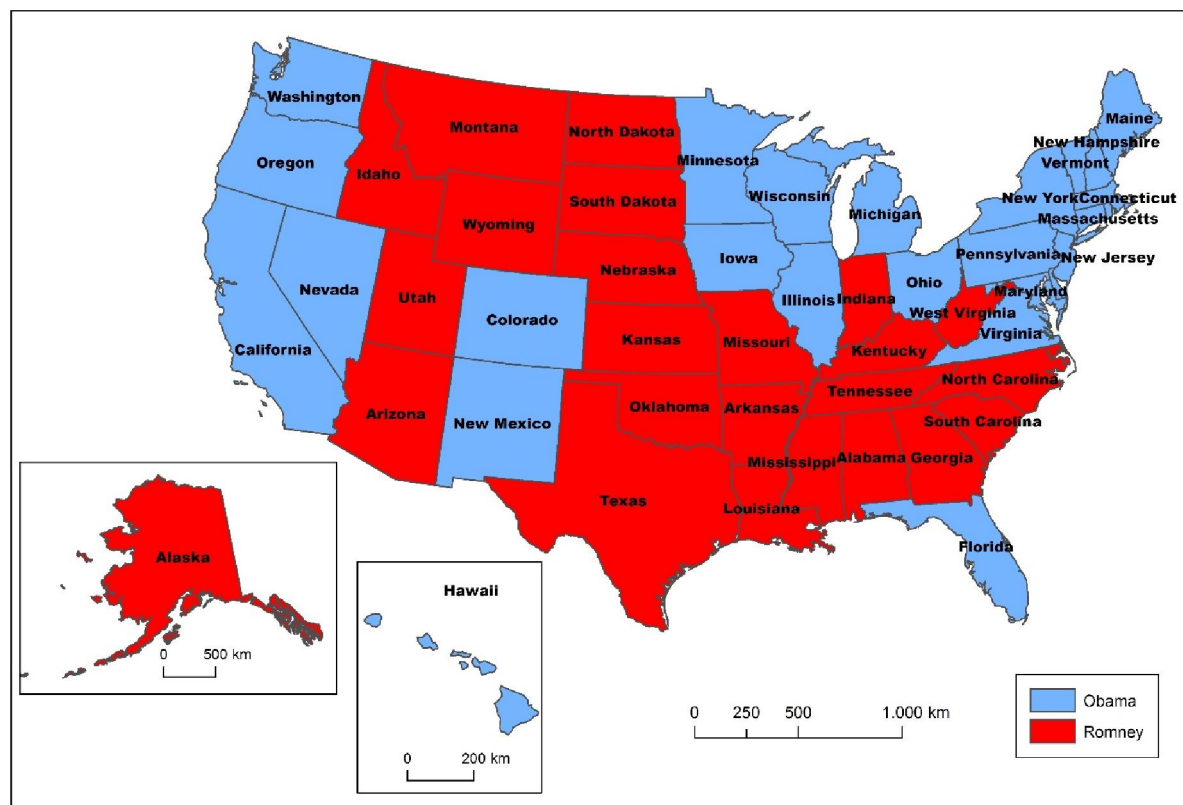 Washington
Montana
North Dakota
Minnesota
Maine
New Hampshire
Vermont
Oregon
Idaho
Wisconsin
New York
Connecticut
South Dakota
Michigan
Massachusetts
Wyoming
Iowa
Pennsylvania
New Jersey
Nebraska
Ohio
Nevada
Utah
Illinois
Indiana
Maryland
Colorado
West Virginia
Virginia
California
Kansas
Missouri
Kentucky
North Carolina
Tennessee
Arizona
New Mexico
Oklahoma
Arkansas
South Carolina
Mississippi
Alabama
Georgia
Texas
Louisiana
Florida
Alaska
0 500 km
Hawaii
0 200 km
0 250 500 1.000 km
Obama
Romney